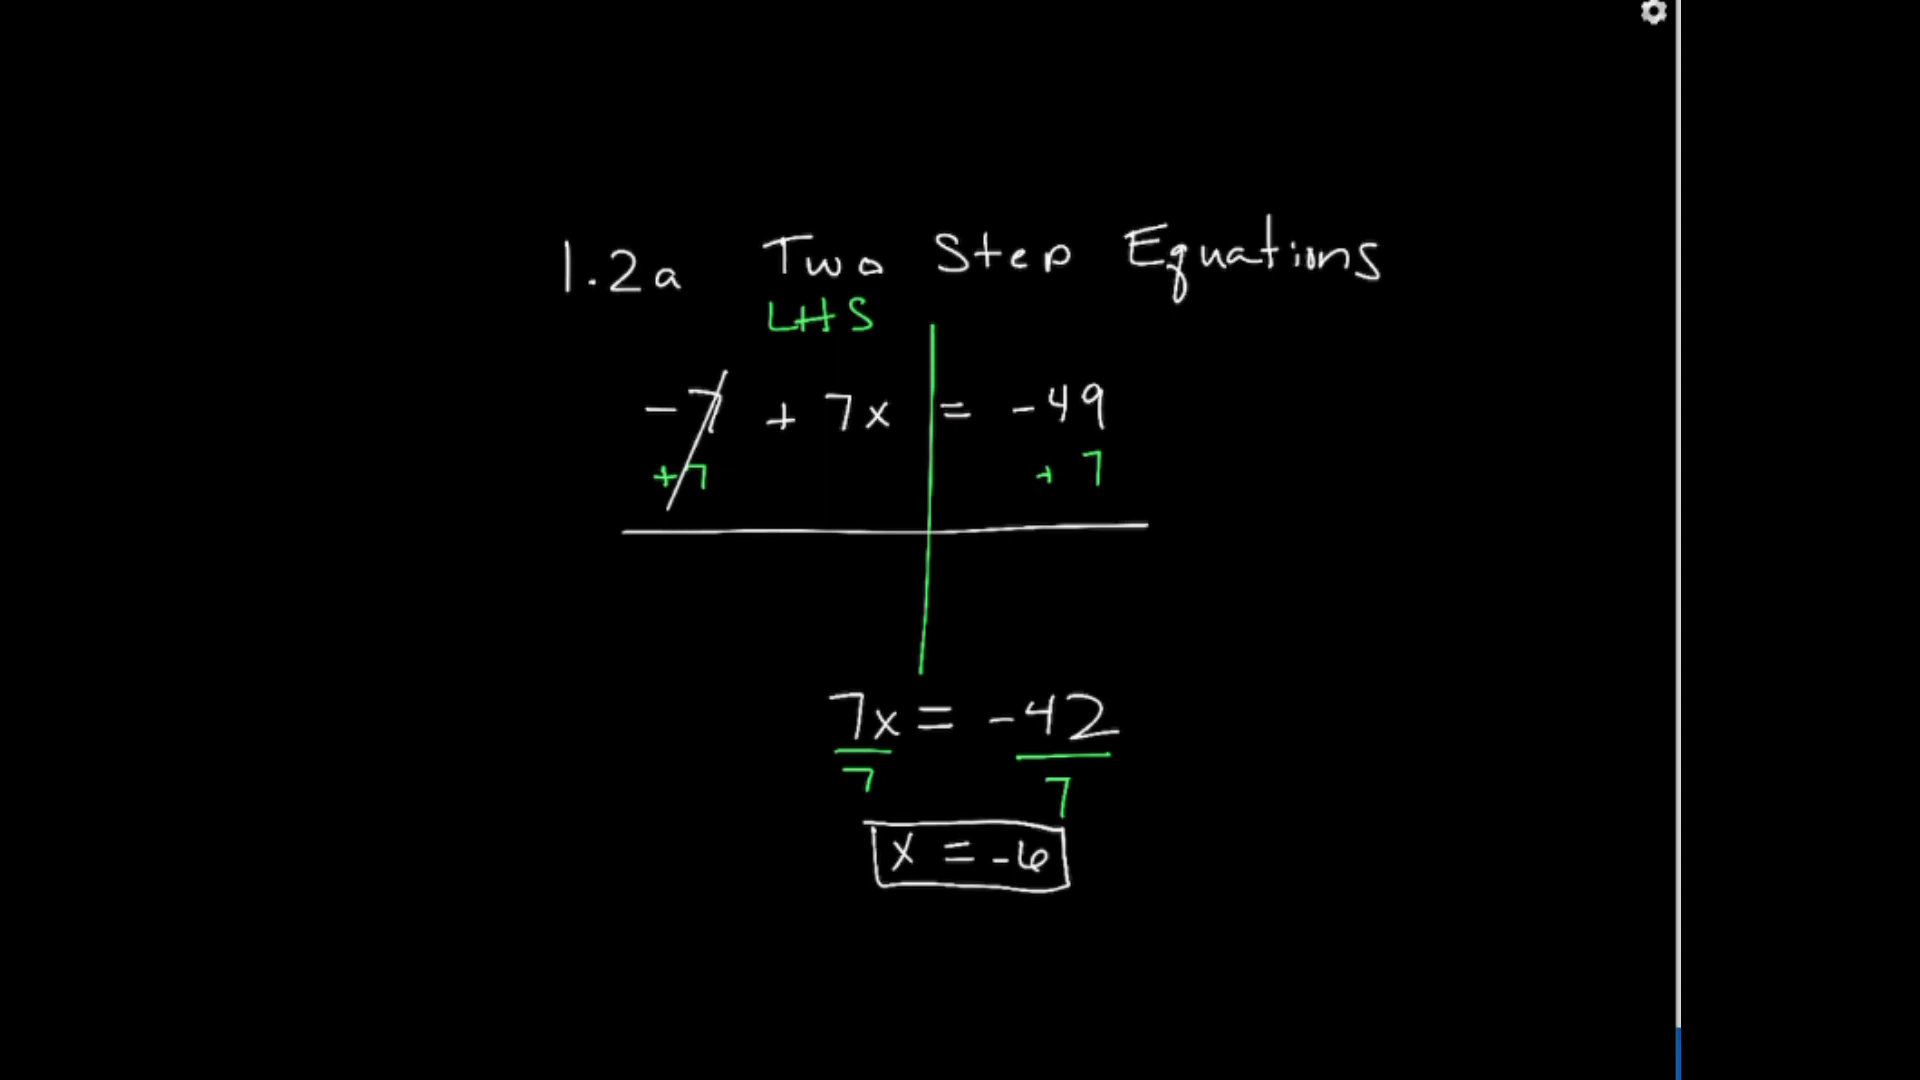 1.2a Two Step Equations
LHS
-7 + 7x = -49
+7 + 7
7x = -42
7 7
x = -6